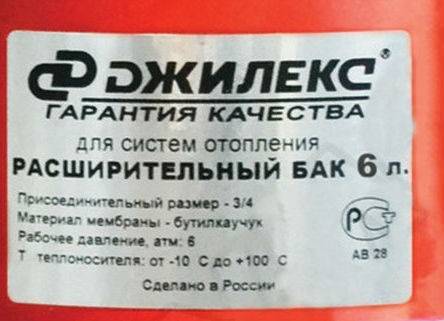 ДЖИЛЕКС®
ГАРАНТИЯ КАЧЕСТВА
для систем отопления
РАСШИРИТЕЛЬНЫЙ БАК 6 л.
Присоединительный размер - 3/4
Материал мембраны - бутилкаучук
Рабочее давление, атм: 6
Т теплоносителя: от -10 С до +100 С
РСТ
АВ 28
Сделано в России